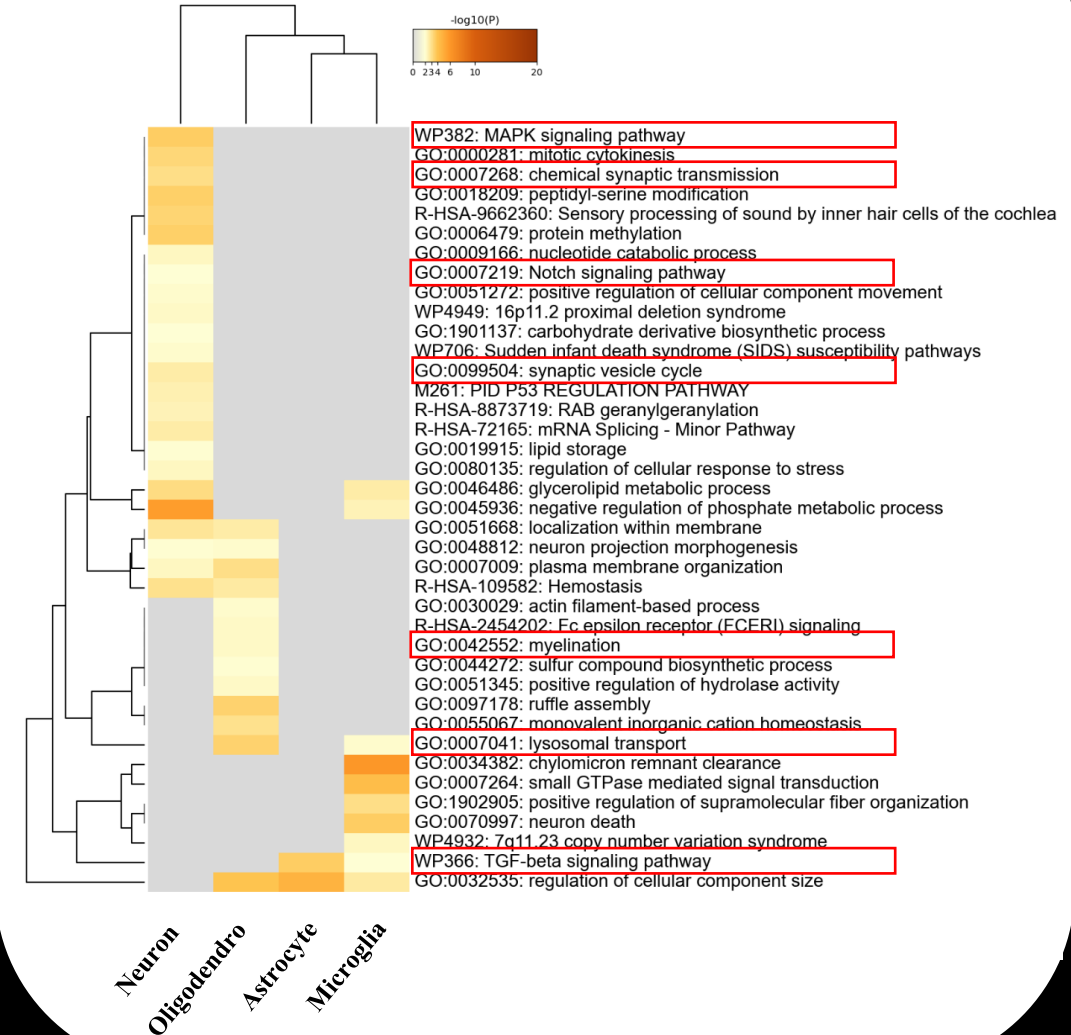 -log10(P)
0 2 3 4 6 10 20
WP382: MAPK signaling pathway
GO:0000281: mitotic cytokinesis
GO:0007268: chemical synaptic transmission
GO:0018209: peptidyl-serine modification
R-HSA-9662360: Sensory processing of sound by inner hair cells of the cochlea
GO:0006479: protein methylation
GO:0009166: nucleotide catabolic process
GO:0007219: Notch signaling pathway
GO:0051272: positive regulation of cellular component movement
WP4949: 16p11.2 proximal deletion syndrome
GO:1901137: carbohydrate derivative biosynthetic process
WP706: Sudden infant death syndrome (SIDS) susceptibility pathways
GO:0099504: synaptic vesicle cycle
M261: PID P53 REGULATION PATHWAY
R-HSA-8873719: RAB geranylgeranylation
R-HSA-72165: mRNA Splicing - Minor Pathway
GO:0019915: lipid storage
GO:0080135: regulation of cellular response to stress
GO:0046486: glycerolipid metabolic process
GO:0045936: negative regulation of phosphate metabolic process
GO:0051668: localization within membrane
GO:0048812: neuron projection morphogenesis
GO:0007009: plasma membrane organization
R-HSA-109582: Hemostasis
GO:0030029: actin filament-based process
R-HSA-2454202: Fc epsilon receptor (FCERI) signaling
GO:0042552: myelination
GO:0044272: sulfur compound biosynthetic process
GO:0051345: positive regulation of hydrolase activity
GO:0097178: ruffle assembly
GO:0055067: monovalent inorganic cation homeostasis
GO:0007041: lysosomal transport
GO:0034382: chylomicron remnant clearance
GO:0007264: small GTPase mediated signal transduction
GO:1902905: positive regulation of supramolecular fiber organization
GO:0070997: neuron death
WP4932: 7q11.23 copy number variation syndrome
WP366: TGF-beta signaling pathway
GO:0032535: regulation of cellular component size
Neuron
Oligodendro
Astrocyte
Microglia